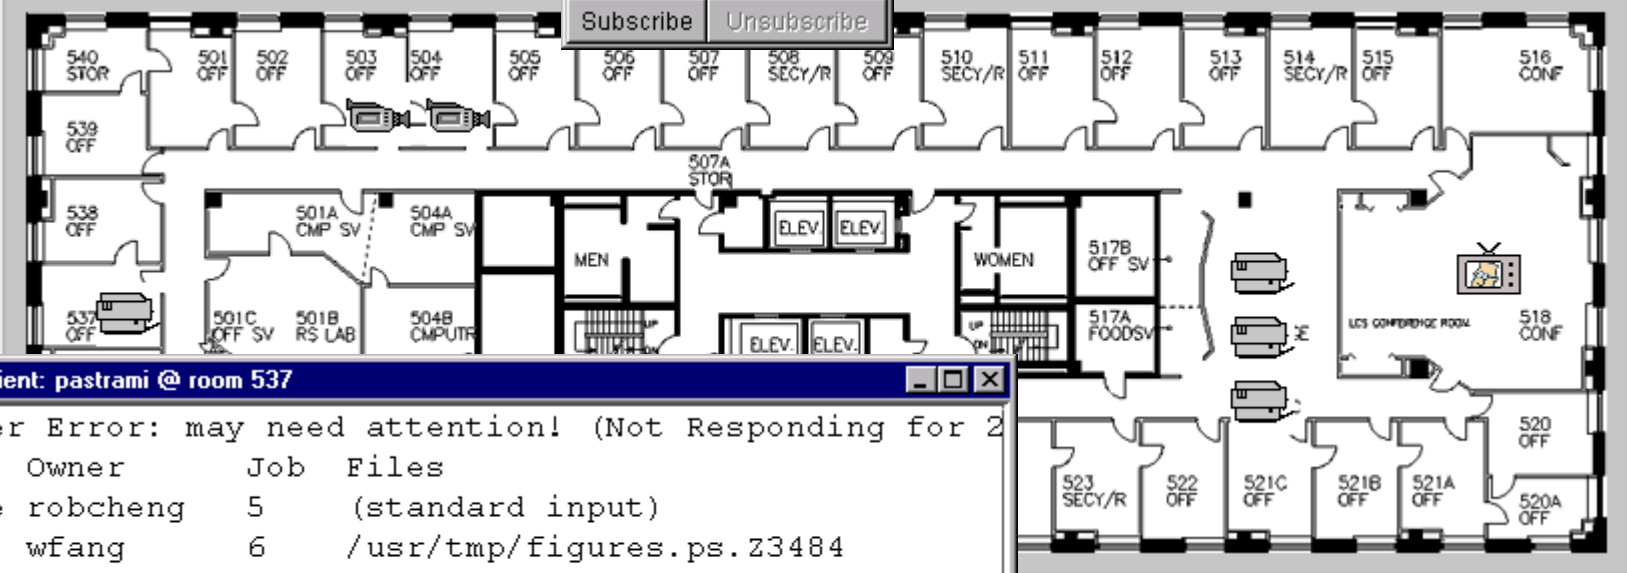 Subscribe Unsubscribe
540 STOR
501 OFF
502 OFF
503 OFF
504 OFF
505 OFF
506 OFF
507 OFF
508 SECY/R
509 OFF
510 SECY/R
511 OFF
512 OFF
513 OFF
514 SECY/R
515 OFF
516 CONF
539 OFF
507A STOR
538 OFF
501A CMP SV
504A CMP SV
MEN
ELEV. ELEV.
WOMEN
517B OFF SV
537 OFF
501C OFF SV
501B RS LAB
504B CMPUTR
UP
ELEV. ELEV.
UP
517A FOODSV
LCS CONFERENCE ROOM
518 CONF
ient: pastrami @ room 537
er Error: may need attention! (Not Responding for 2
Owner Job Files
robcheng 5 (standard input)
wfang 6 /usr/tmp/figures.ps.Z3484
523 SECY/R
522 OFF
521C OFF
521B OFF
521A OFF
520 OFF
520A OFF